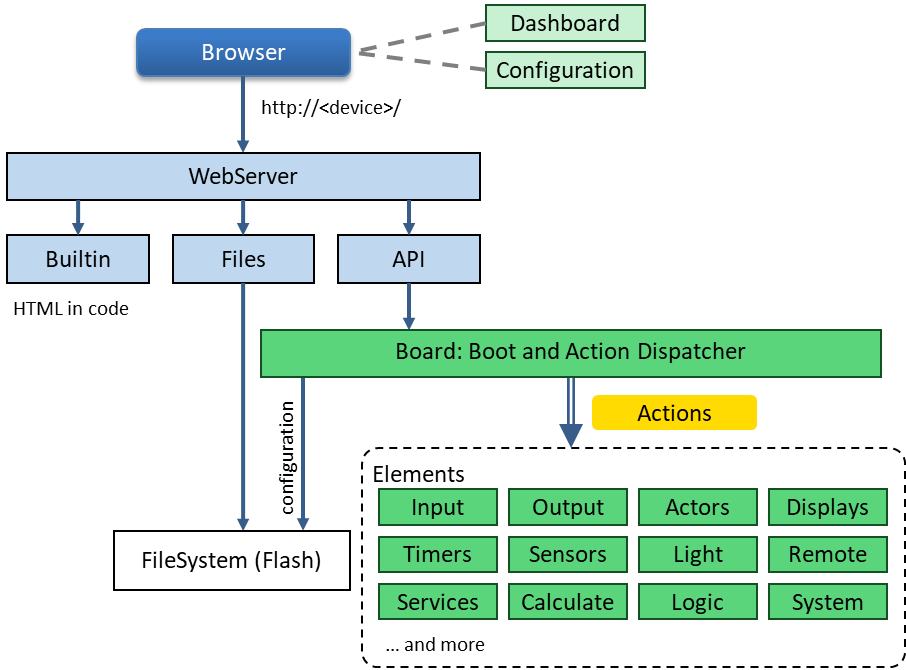 Dashboard
Browser
Configuration
http://<device>/
WebServer
Builtin
Files
API
HTML in code
Board: Boot and Action Dispatcher
Actions
configuration
Elements
Input
Output
Actors
Displays
Timers
Sensors
Light
Remote
FileSystem (Flash)
Services
Calculate
Logic
System
... and more